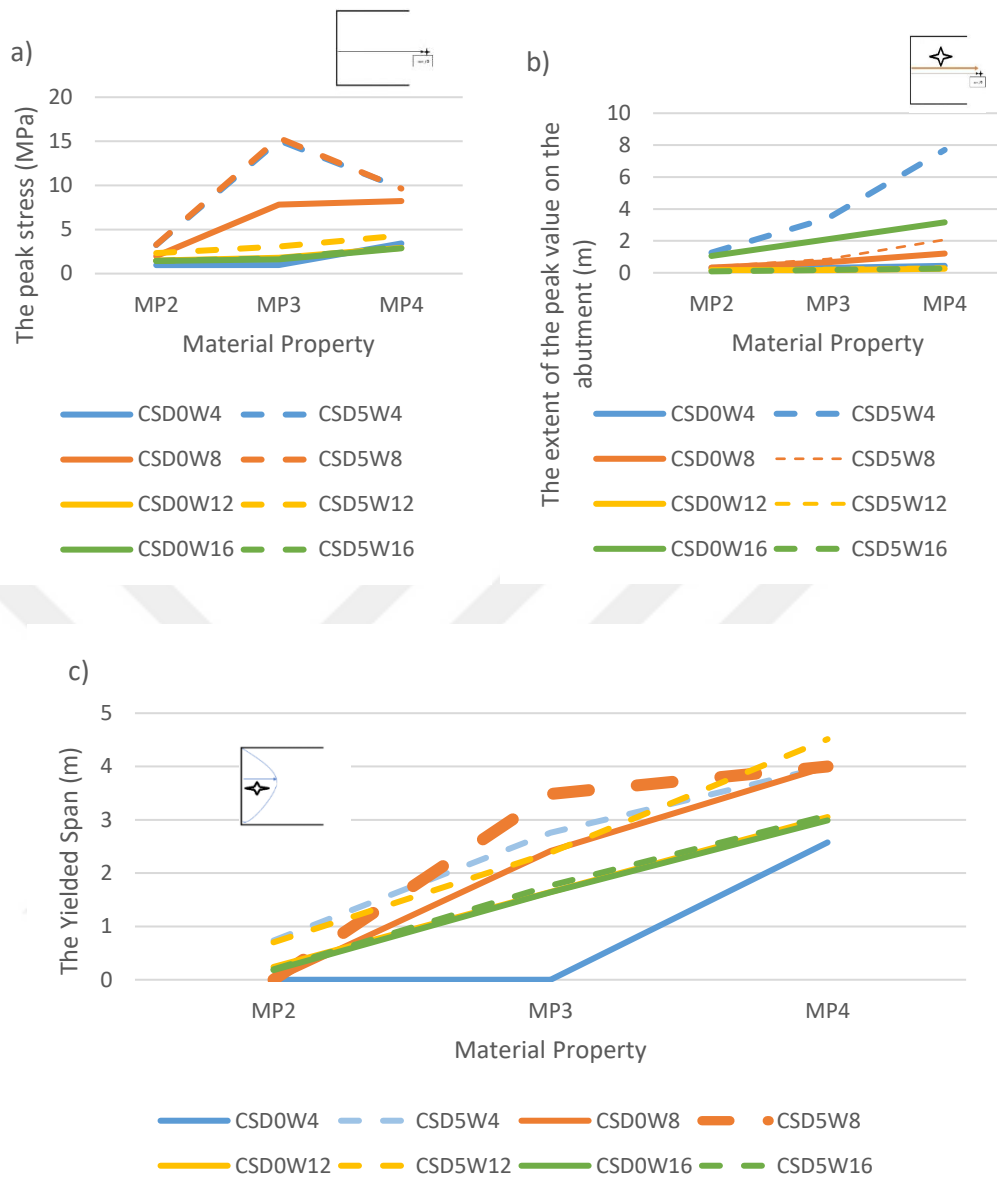 a)
The peak stress (MPa)
20
15
10
5
0
MP2 MP3 MP4
Material Property
CSD0W4 CSD5W4
CSD0W8 CSD5W8
CSD0W12 CSD5W12
CSD0W16 CSD5W16
b)
The extent of the peak value on the
abutment (m)
10
8
6
4
2
0
MP2 MP3 MP4
Material Property
CSD0W4 CSD5W4
CSD0W8 CSD5W8
CSD0W12 CSD5W12
CSD0W16 CSD5W16
c)
The Yielded Span (m)
5
4
3
2
1
0
MP2 MP3 MP4
Material Property
CSD0W4 CSD5W4 CSD0W8 CSD5W8
CSD0W12 CSD5W12 CSD0W16 CSD5W16